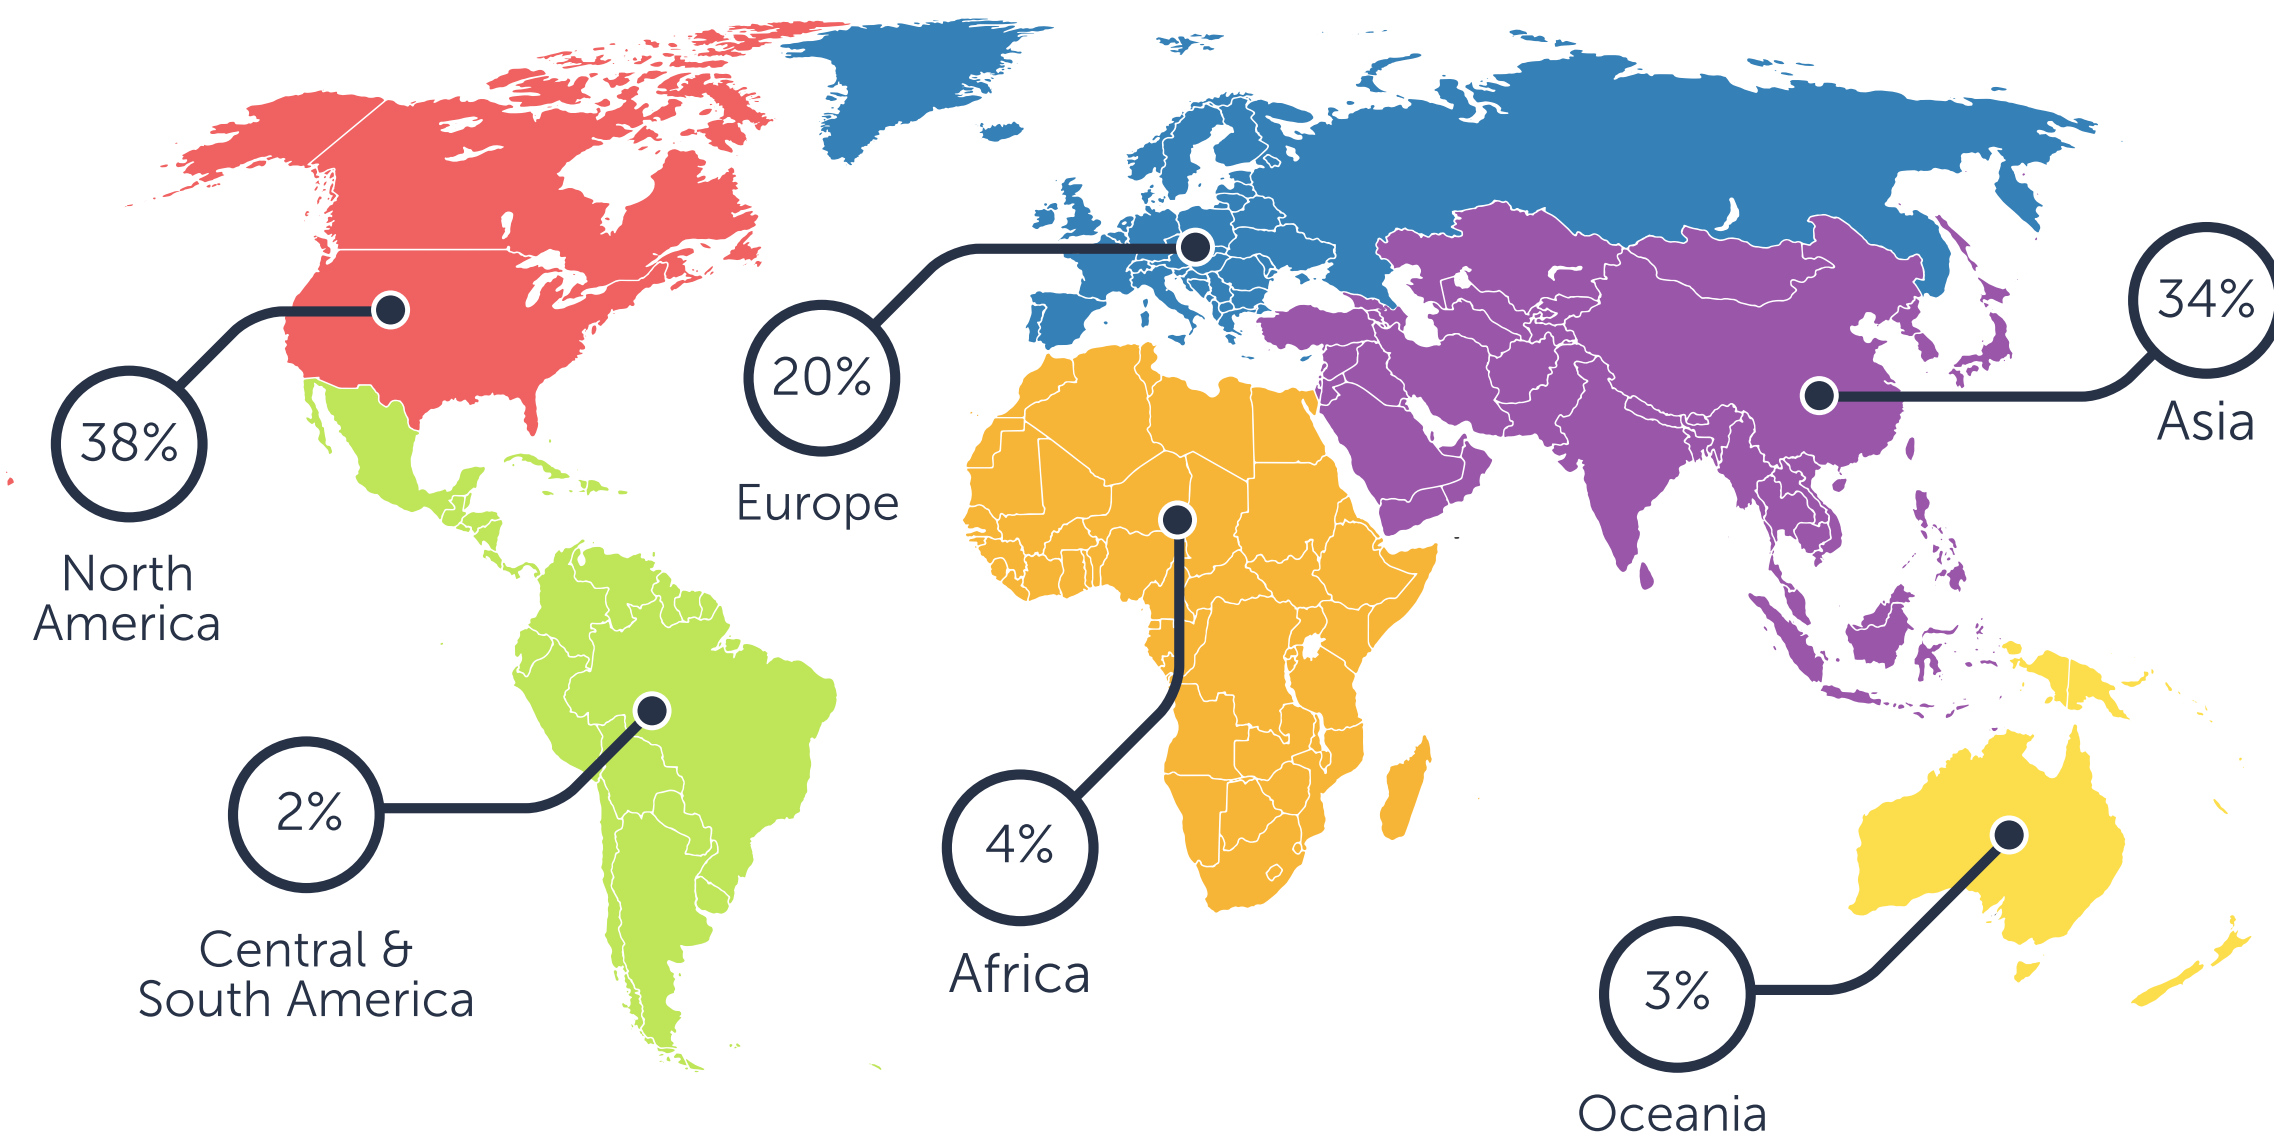 38%
North
America
20%
Europe
34%
Asia
2%
Central &
South America
4%
Africa
3%
Oceania